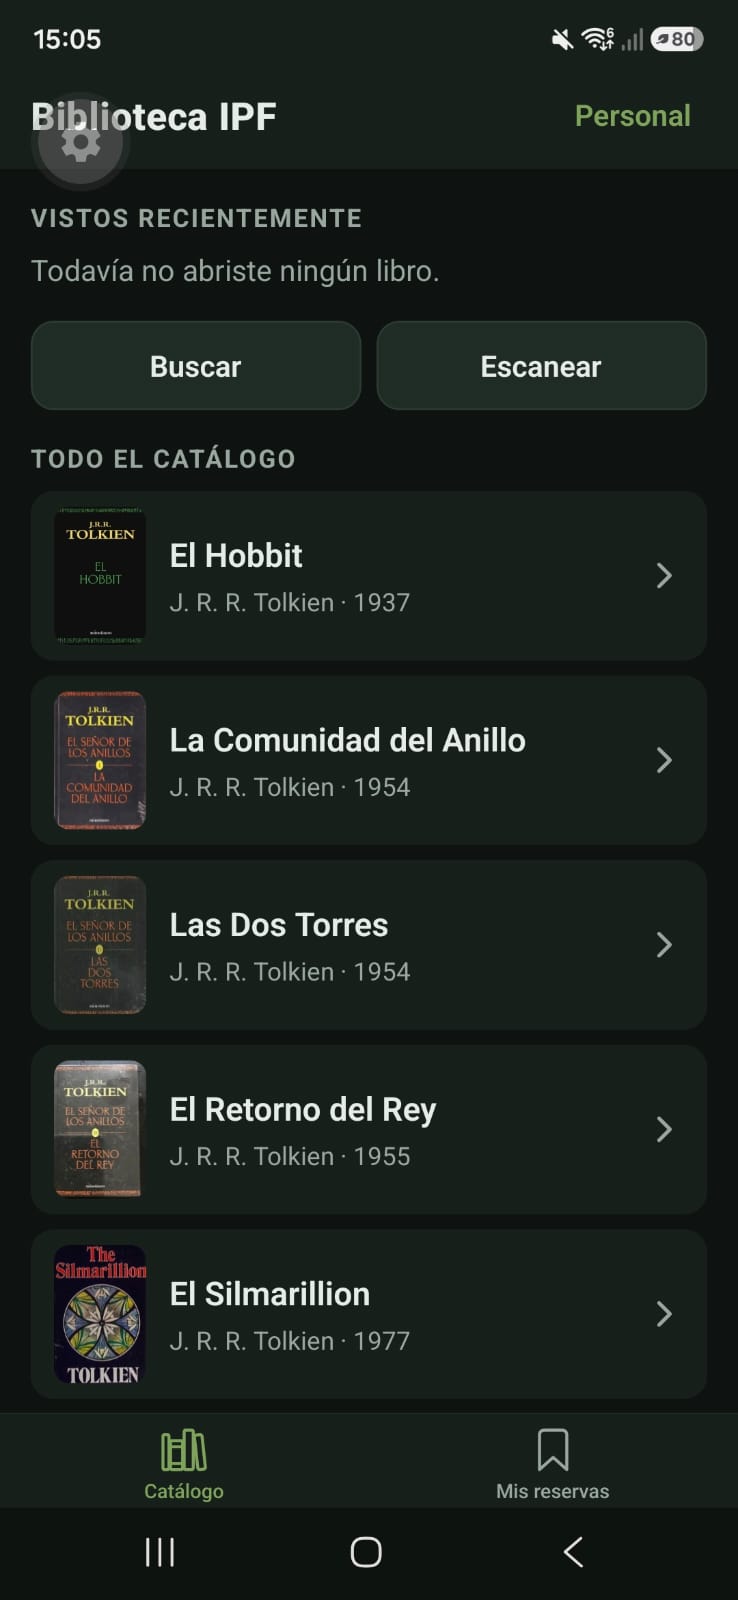 15:05
6
80
Biblioteca IPF
Personal
VISTOS RECIENTEMENTE
Todavía no abriste ningún libro.
Buscar
Escanear
TODO EL CATÁLOGO
J.R.R.
TOLKIEN
EL
HOBBIT
El Hobbit
J. R. R. Tolkien · 1937
J.R.R.
TOLKIEN
EL SEÑOR DE
LOS ANILLOS
LA
COMUNIDAD
DEL ANILLO
La Comunidad del Anillo
J. R. R. Tolkien · 1954
J.R.R.
TOLKIEN
EL SEÑOR DE
LOS ANILLOS
LAS
DOS
TORRES
Las Dos Torres
J. R. R. Tolkien · 1954
J.R.R.
TOLKIEN
EL SEÑOR DE
LOS ANILLOS
EL
RETORNO
DEL REY
El Retorno del Rey
J. R. R. Tolkien · 1955
The
Silmarillion
TOLKIEN
El Silmarillion
J. R. R. Tolkien · 1977
Catálogo
Mis reservas